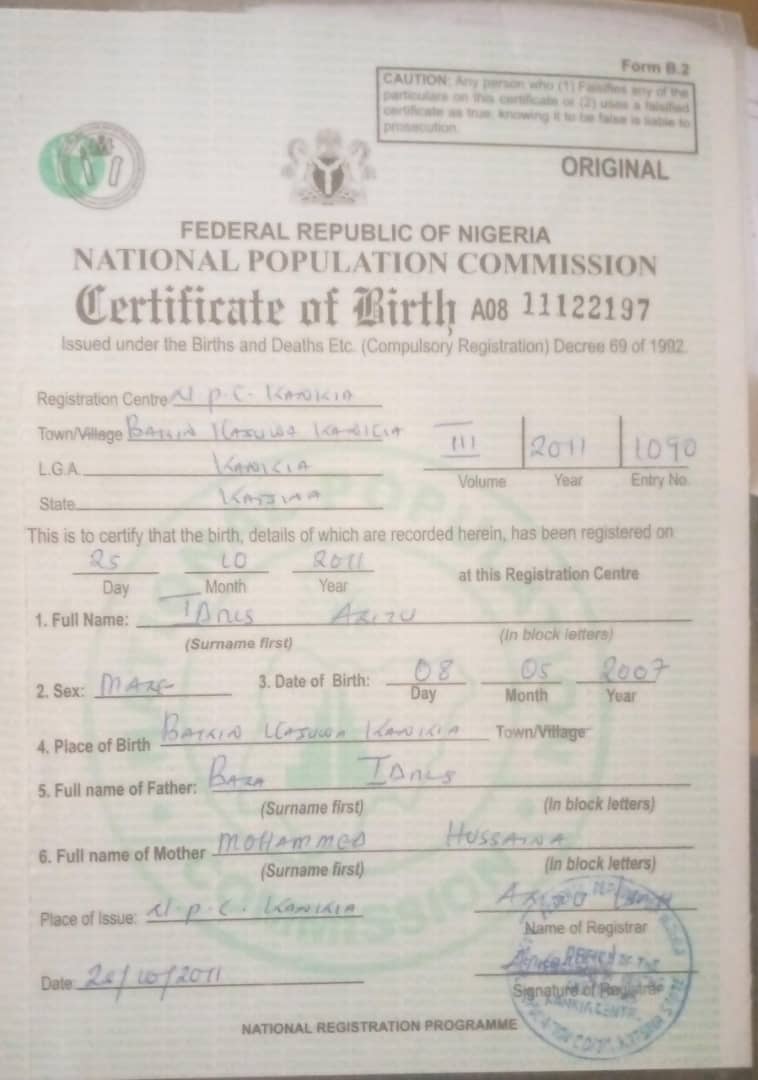 Form B.2
CAUTION: Any person who (1) Falsifies any of the
particulars on this certificate or (2) uses a falsified
certificate as true, knowing it to be false is liable to
prosecution.
ORIGINAL
FEDERAL REPUBLIC OF NIGERIA
NATIONAL POPULATION COMMISSION
Certificate of Birth A08 11122197
Issued under the Births and Deaths Etc. (Compulsory Registration) Decree 69 of 1992.
Registration Centre N.P.C. KANKIA
Town/Village KASUWA KANKIA
III 2011 1090
L.G.A. KANKIA
Volume Year Entry No.
State KATSINA
This is to certify that the birth, details of which are recorded herein, has been registered on
25 10 2011
Day Month Year at this Registration Centre
1. Full Name: IDRIS
(Surname first) (In block letters)
2. Sex: MALE 3. Date of Birth: 08 05 2007
Day Month Year
4. Place of Birth KASUWA KANKIA Town/Village
5. Full name of Father: IDRIS
(Surname first) (In block letters)
6. Full name of Mother MOHAMMED HUSSAINA
(Surname first) (In block letters)
Place of Issue: N.P.C. KANKIA
Name of Registrar
Date: /10/2011
Signature of Registrar
NATIONAL REGISTRATION PROGRAMME